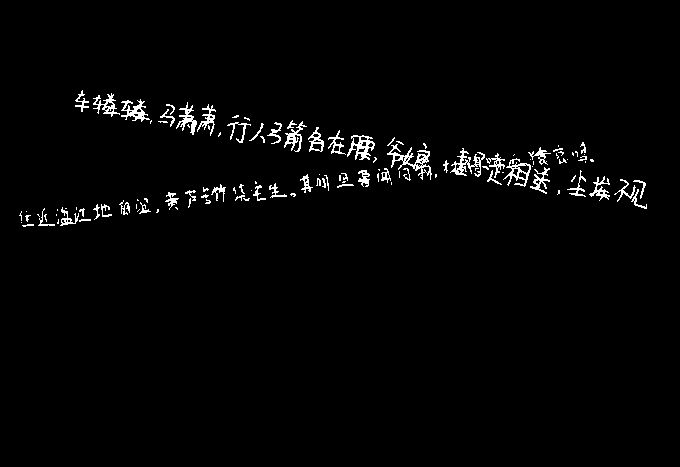 车辚辚,马萧萧,行人弓箭各在腰,爷娘走相送,尘埃不见
住近湓江地低湿,黄芦苦竹绕宅生。其间旦暮闻何物,杜鹃啼血猿哀鸣。